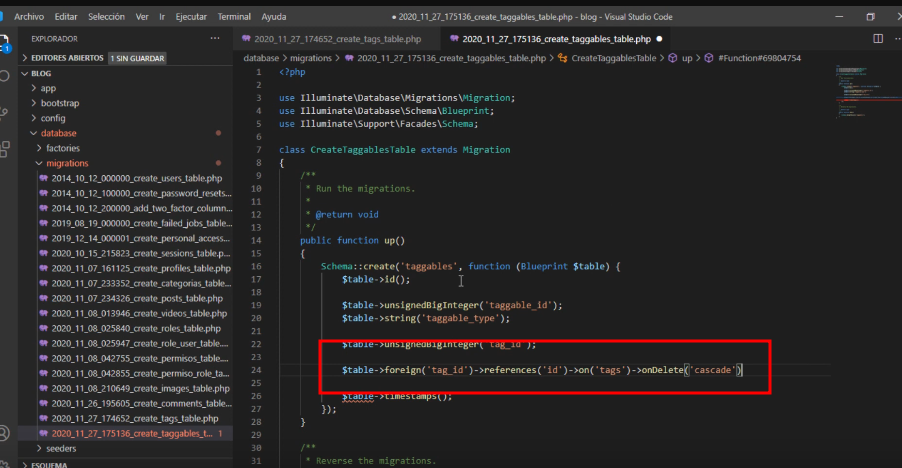 Archivo Editar Selección Ver Ir Ejecutar Terminal Ayuda
● 2020_11_27_175136_create_taggables_table.php - blog - Visual Studio Code
EXPLORADOR
EDITORES ABIERTOS 1 SIN GUARDAR
BLOG
app
bootstrap
config
database
factories
migrations
2014_10_12_000000_create_users_table.php
2014_10_12_100000_create_password_resets...
2014_10_12_200000_add_two_factor_column...
2019_08_19_000000_create_failed_jobs_table...
2019_12_14_000001_create_personal_access...
2020_10_15_215823_create_sessions_table.p...
2020_11_07_161125_create_profiles_table.php
2020_11_07_233352_create_categorias_table...
2020_11_07_234326_create_posts_table.php
2020_11_08_013946_create_videos_table.php
2020_11_08_025840_create_roles_table.php
2020_11_08_025947_create_role_user_table....
2020_11_08_042755_create_permisos_table....
2020_11_08_042855_create_permiso_role_ta...
2020_11_08_210649_create_images_table.php
2020_11_26_195605_create_comments_table...
2020_11_27_174652_create_tags_table.php
2020_11_27_175136_create_taggables_t... 1
seeders
ESQUEMA
2020_11_27_174652_create_tags_table.php
2020_11_27_175136_create_taggables_table.php ●
database > migrations > 2020_11_27_175136_create_taggables_table.php > CreateTaggablesTable > up > #Function#69804754
1 <?php
2
3 use Illuminate\Database\Migrations\Migration;
4 use Illuminate\Database\Schema\Blueprint;
5 use Illuminate\Support\Facades\Schema;
6
7 class CreateTaggablesTable extends Migration
8 {
9 /**
10 * Run the migrations.
11 *
12 * @return void
13 */
14 public function up()
15 {
16 Schema::create('taggables', function (Blueprint $table) {
17 $table->id();
18
19 $table->unsignedBigInteger('taggable_id');
20 $table->string('taggable_type');
21
22 $table->unsignedBigInteger('tag_id');
23
24 $table->foreign('tag_id')->references('id')->on('tags')->onDelete('cascade')
25
26 $table->timestamps();
27 });
28 }
29
30 /**
31 * Reverse the migrations.